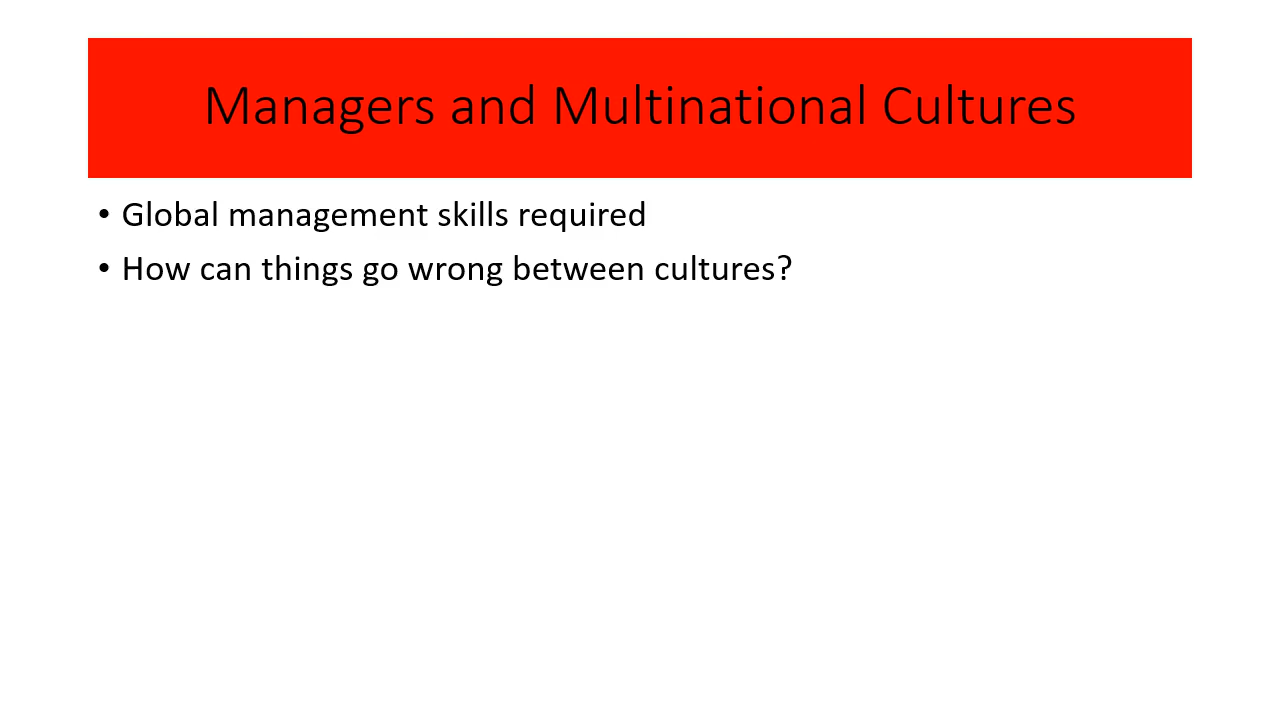 Managers and Multinational Cultures
• Global management skills required
• How can things go wrong between cultures?